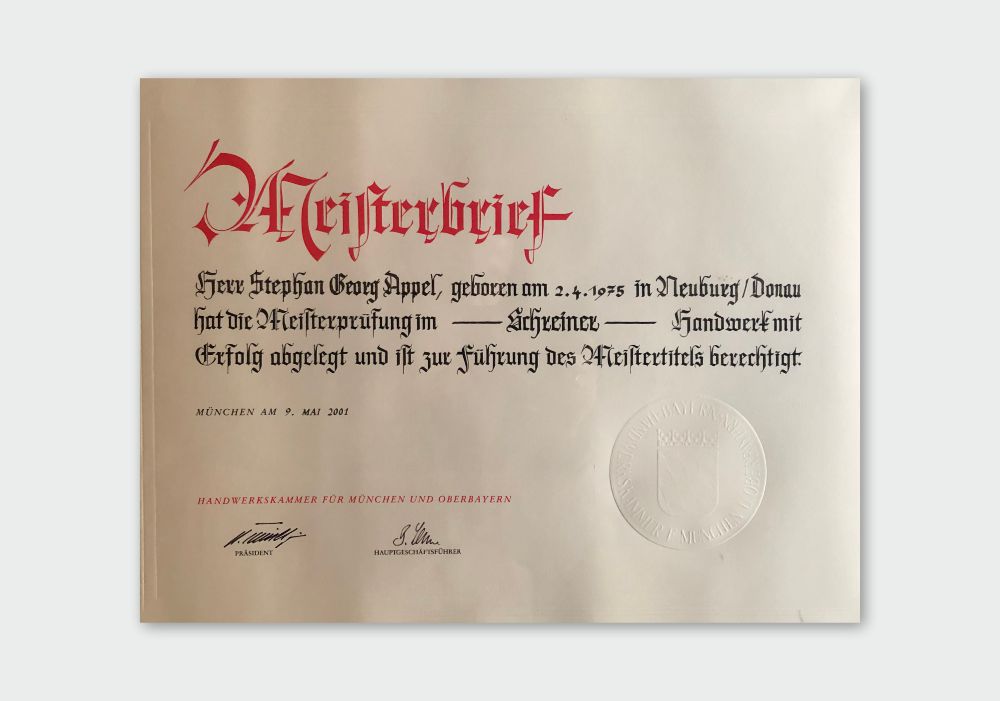 Meisterbrief
Herr Stephan Georg Appel, geboren am 2.4.1975 in Neuburg/Donau
hat die Meisterprüfung im — Schreiner — Handwerk mit
Erfolg abgelegt und ist zur Führung des Meistertitels berechtigt.
MÜNCHEN AM 9. MAI 2001
HANDWERKSKAMMER FÜR MÜNCHEN UND OBERBAYERN
PRÄSIDENT
HAUPTGESCHÄFTSFÜHRER